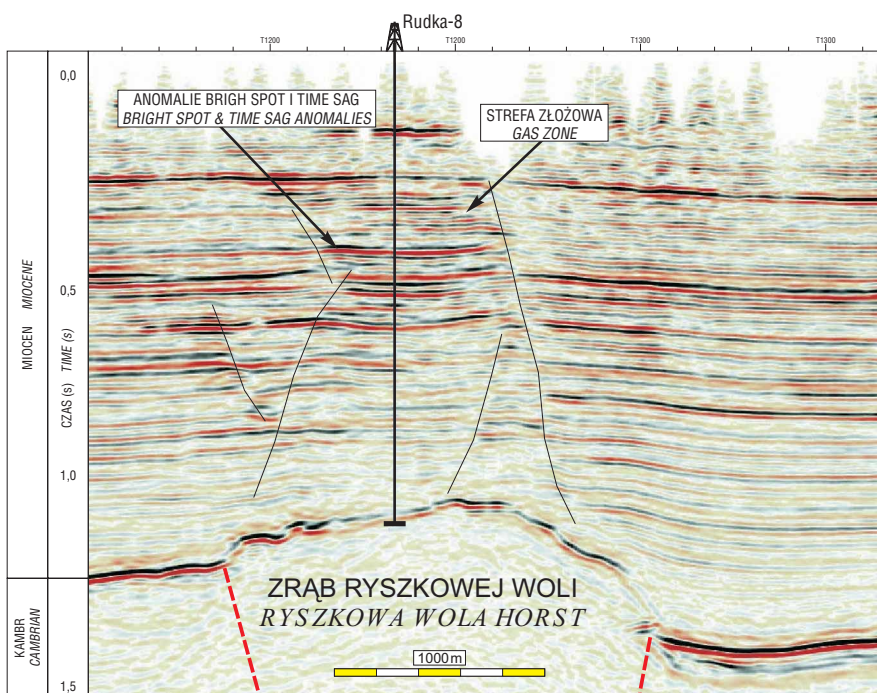 Rudka-8
T1200
T1200
T1300
T1300
0,0
ANOMALIE BRIGH SPOT I TIME SAG
BRIGHT SPOT & TIME SAG ANOMALIES
STREFA ZŁOŻOWA
GAS ZONE
MIOCEN MIOCENE
0,5
CZAS (s) TIME (s)
1,0
ZRĄB RYSZKOWEJ WOLI
RYSZKOWA WOLA HORST
KAMBR
CAMBRIAN
1000m
1,5